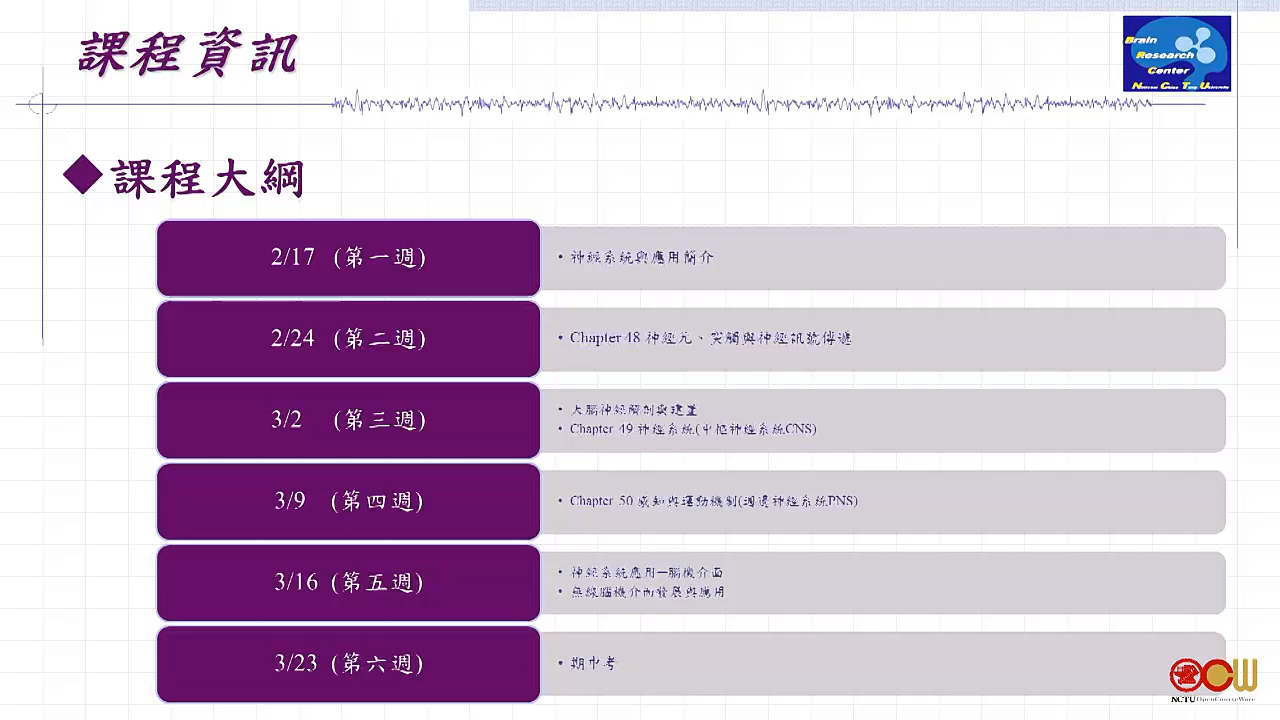 課程資訊
Brain
Research
Center
National Chiao Tung University
◆課程大綱
2/17 (第一週)
• 神經系統與應用簡介
2/24 (第二週)
• Chapter 48 神經元、突觸與神經訊號傳遞
3/2 (第三週)
• 大腦神經解剖與建置
• Chapter 49 神經系統(中樞神經系統CNS)
3/9 (第四週)
• Chapter 50 感知與運動機制(週邊神經系統PNS)
3/16 (第五週)
• 神經系統應用─腦機介面
• 無線腦機介面發展與應用
3/23 (第六週)
• 期中考
OCW
NCTU OpenCourseWare